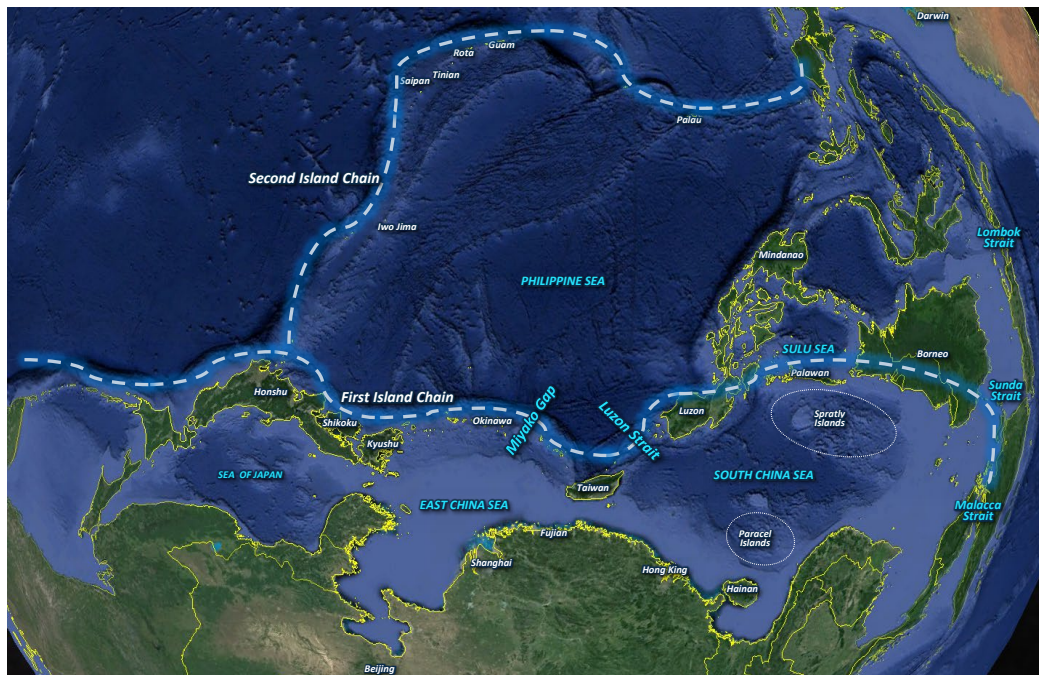 Darwin
Guam
Rota
Tinian
Saipan
Palau
Second Island Chain
Iwo Jima
Lombok
Strait
Mindanao
PHILIPPINE SEA
SULU SEA
Borneo
Palawan
Honshu
First Island Chain
Sunda
Strait
Luzon
Spratly
Islands
Shikoku
Okinawa
Miyako Gap
Luzon Strait
Kyushu
SEA OF JAPAN
SOUTH CHINA SEA
Taiwan
EAST CHINA SEA
Malacca
Strait
Fujian
Paracel
Islands
Shanghai
Hong King
Hainan
Beijing